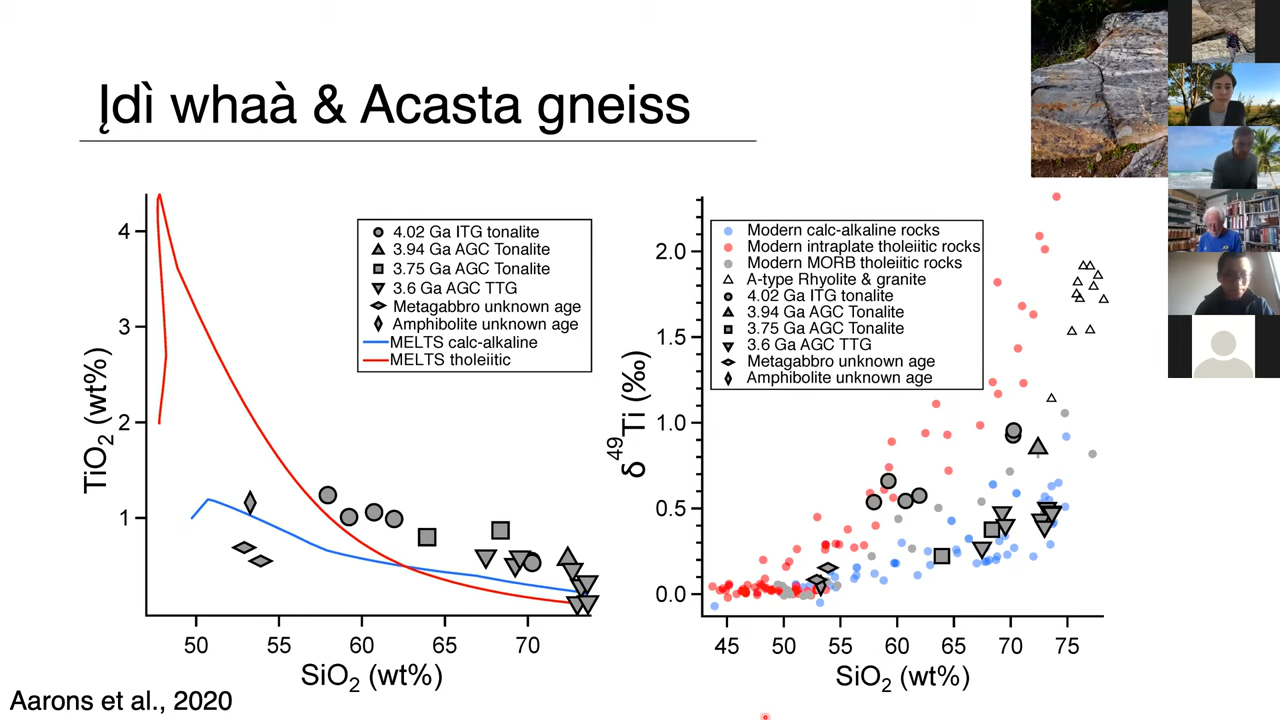 Įdì whaà & Acasta gneiss
TiO2 (wt%)
4
3
2
1
50
55
60
65
70
SiO2 (wt%)
4.02 Ga ITG tonalite
3.94 Ga AGC Tonalite
3.75 Ga AGC Tonalite
3.6 Ga AGC TTG
Metagabbro unknown age
Amphibolite unknown age
MELTS calc-alkaline
MELTS tholeiitic
δ49Ti (‰)
2.0
1.5
1.0
0.5
0.0
45
50
55
60
65
70
75
SiO2 (wt%)
Modern calc-alkaline rocks
Modern intraplate tholeiitic rocks
Modern MORB tholeiitic rocks
A-type Rhyolite & granite
4.02 Ga ITG tonalite
3.94 Ga AGC Tonalite
3.75 Ga AGC Tonalite
3.6 Ga AGC TTG
Metagabbro unknown age
Amphibolite unknown age
Aarons et al., 2020